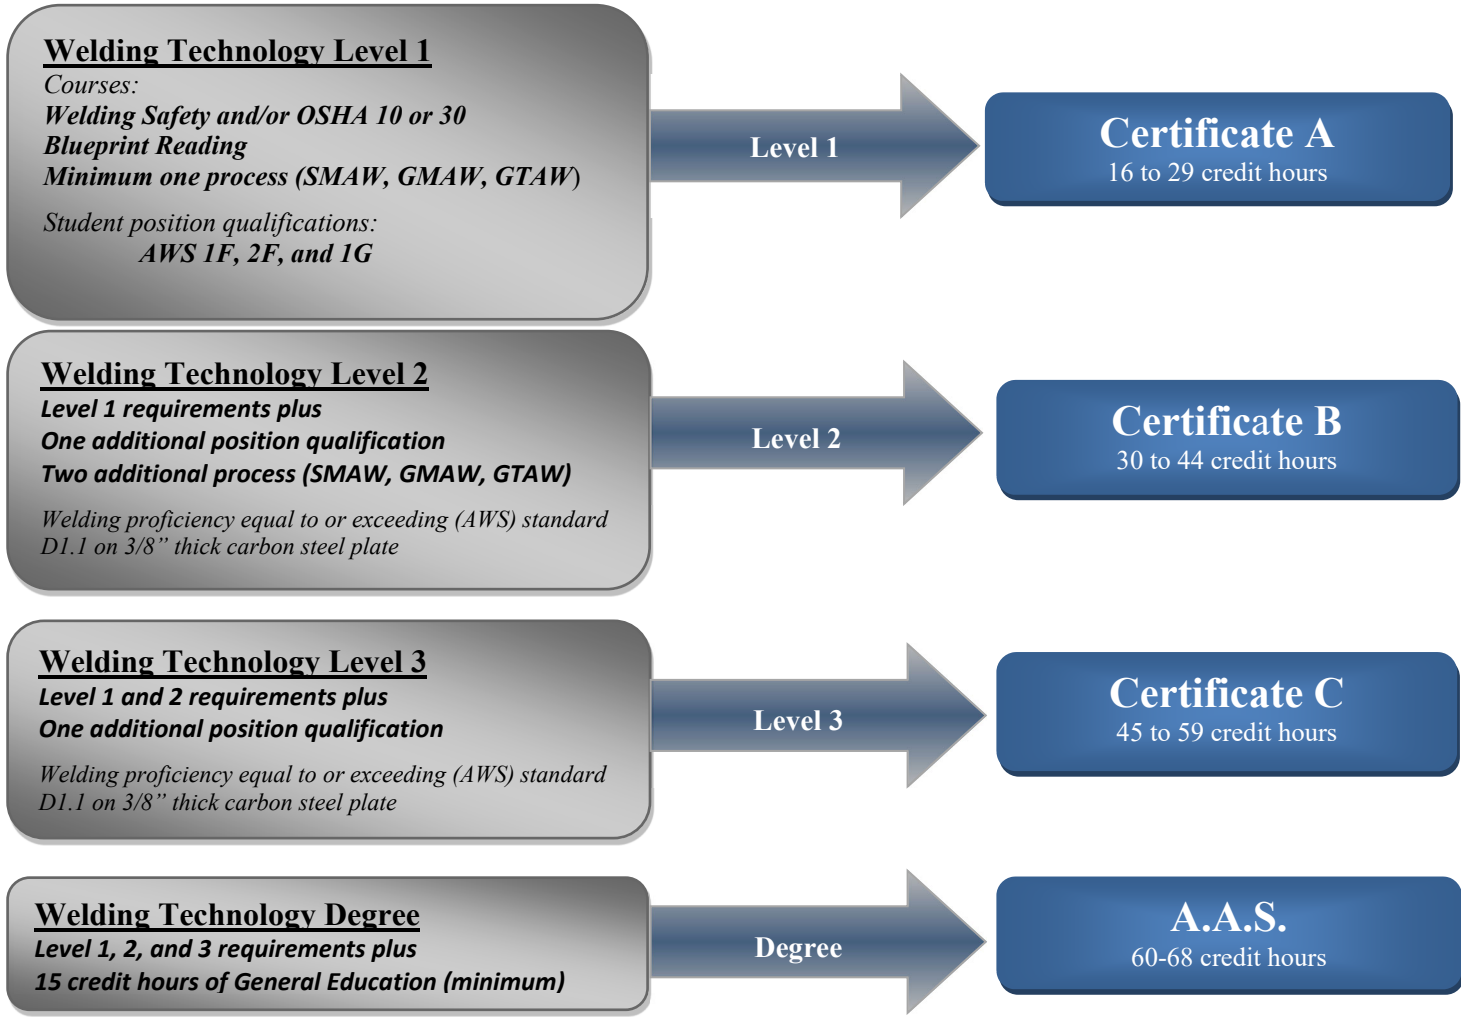 Welding Technology Level 1
Courses:
Welding Safety and/or OSHA 10 or 30
Blueprint Reading
Minimum one process (SMAW, GMAW, GTAW)
Student position qualifications:
AWS 1F, 2F, and 1G
Level 1
Certificate A
16 to 29 credit hours
Welding Technology Level 2
Level 1 requirements plus
One additional position qualification
Two additional process (SMAW, GMAW, GTAW)
Welding proficiency equal to or exceeding (AWS) standard
D1.1 on 3/8” thick carbon steel plate
Level 2
Certificate B
30 to 44 credit hours
Welding Technology Level 3
Level 1 and 2 requirements plus
One additional position qualification
Welding proficiency equal to or exceeding (AWS) standard
D1.1 on 3/8” thick carbon steel plate
Level 3
Certificate C
45 to 59 credit hours
Welding Technology Degree
Level 1, 2, and 3 requirements plus
15 credit hours of General Education (minimum)
Degree
A.A.S.
60-68 credit hours